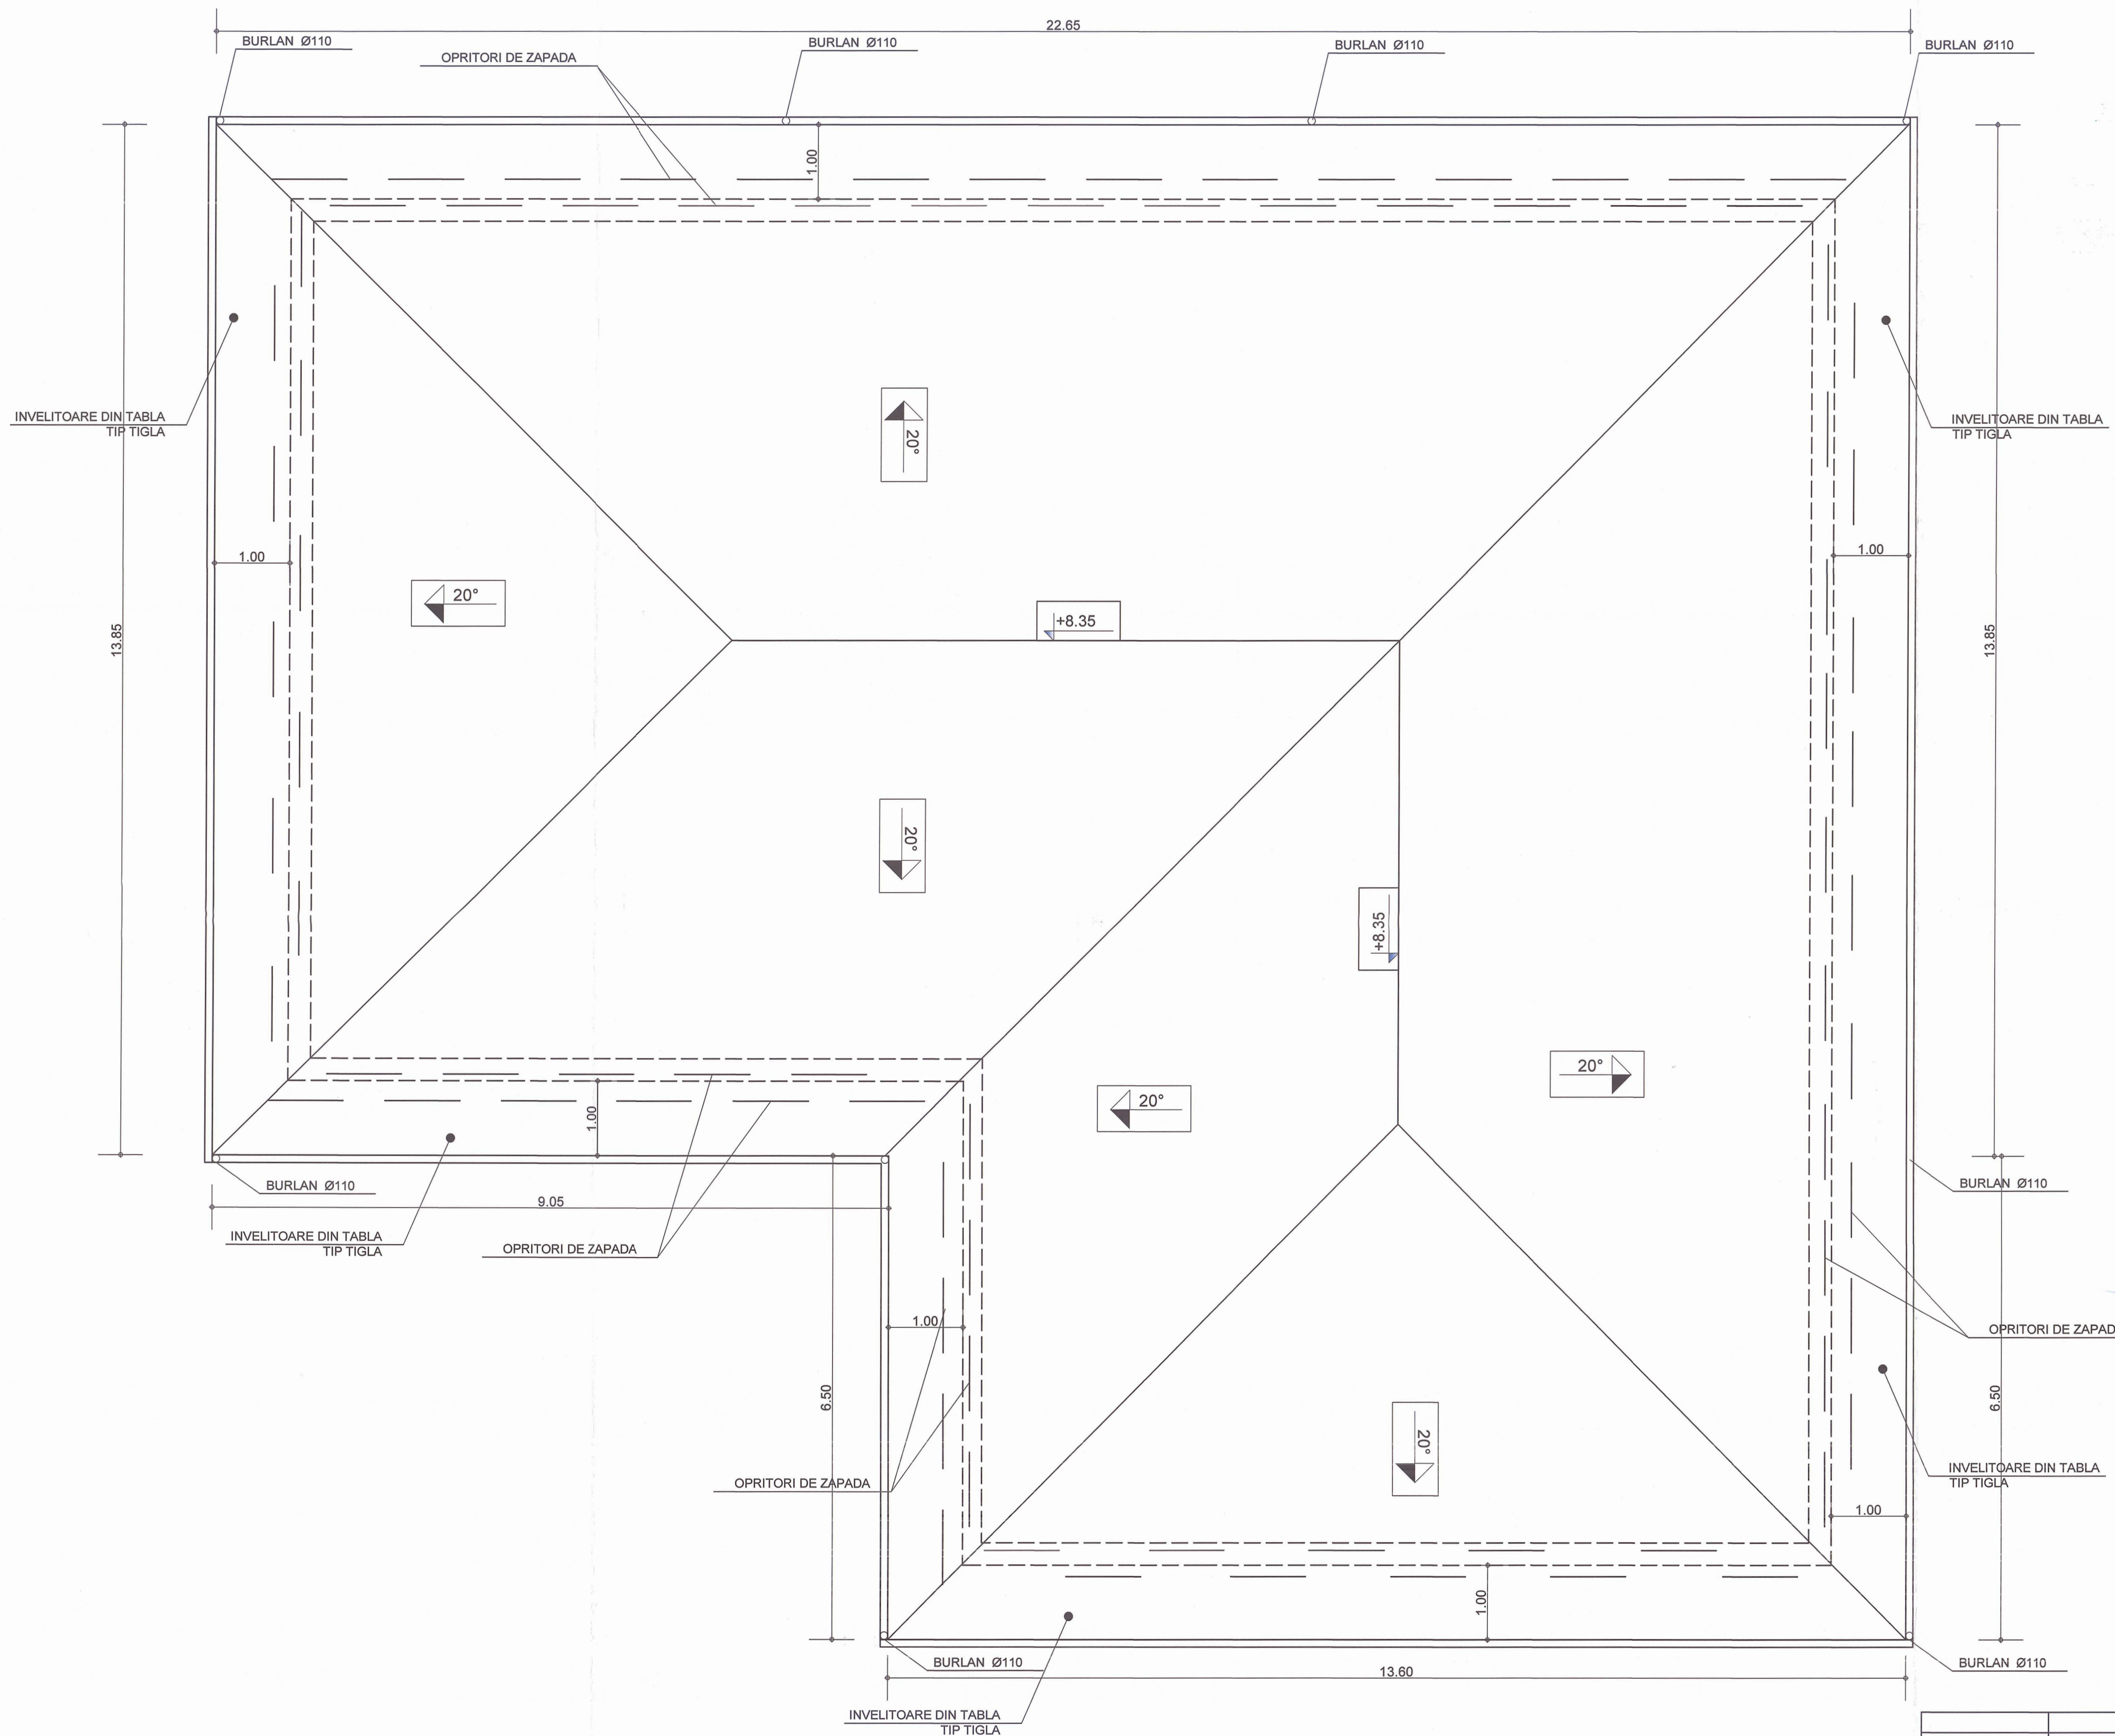 22.65
BURLAN Ø110
BURLAN Ø110
BURLAN Ø110
BURLAN Ø110
OPRITORI DE ZAPADA
1.00
INVELITOARE DIN TABLA
TIP TIGLA
INVELITOARE DIN TABLA
TIP TIGLA
20°
1.00
1.00
20°
+8.35
13.85
13.85
20°
+8.35
20°
20°
1.00
BURLAN Ø110
BURLAN Ø110
9.05
INVELITOARE DIN TABLA
TIP TIGLA
OPRITORI DE ZAPADA
1.00
OPRITORI DE ZAPAD
6.50
6.50
20°
OPRITORI DE ZAPADA
INVELITOARE DIN TABLA
TIP TIGLA
1.00
1.00
BURLAN Ø110
BURLAN Ø110
13.60
INVELITOARE DIN TABLA
TIP TIGLA